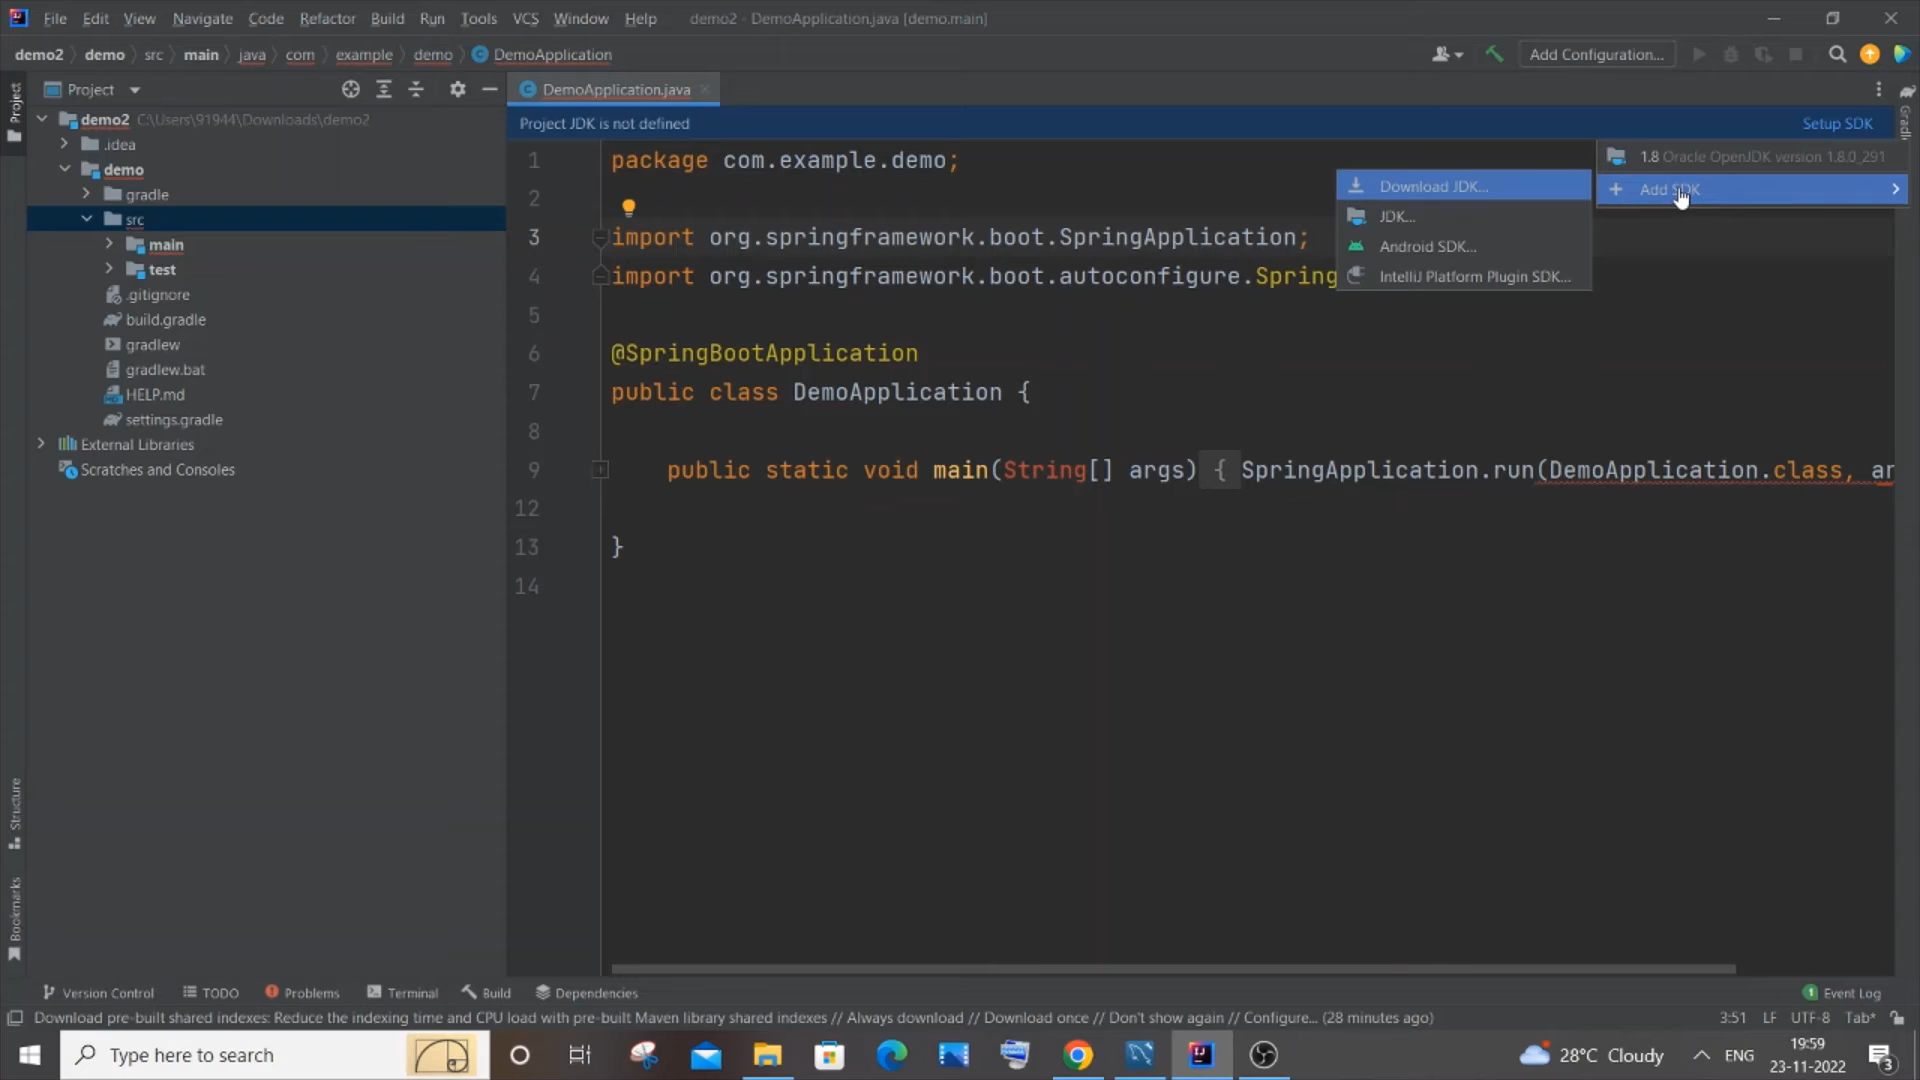 File Edit View Navigate Code Refactor Build Run Tools VCS Window Help demo2 - DemoApplication.java [demo.main]
demo2 demo src main java com example demo DemoApplication Add Configuration...
Project
Project
DemoApplication.java
Gradle
demo2 C:\Users\91944\Downloads\demo2
.idea
demo
gradle
src
main
test
.gitignore
build.gradle
gradlew
gradlew.bat
HELP.md
settings.gradle
External Libraries
Scratches and Consoles
Project JDK is not defined Setup SDK
1.8 Oracle OpenJDK version 1.8.0_291
Add SDK
Download JDK...
JDK...
Android SDK...
IntelliJ Platform Plugin SDK...
1 package com.example.demo;
2
3 import org.springframework.boot.SpringApplication;
4 import org.springframework.boot.autoconfigure.Spring
5
6 @SpringBootApplication
7 public class DemoApplication {
8
9 public static void main(String[] args) { SpringApplication.run(DemoApplication.class, ar
12
13 }
14
Structure
Bookmarks
Version Control TODO Problems Terminal Build Dependencies 1 Event Log
Download pre-built shared indexes: Reduce the indexing time and CPU load with pre-built Maven library shared indexes // Always download // Download once // Don't show again // Configure... (28 minutes ago) 3:51 LF UTF-8 Tab*
Type here to search 28°C Cloudy ENG 19:59
23-11-2022 3